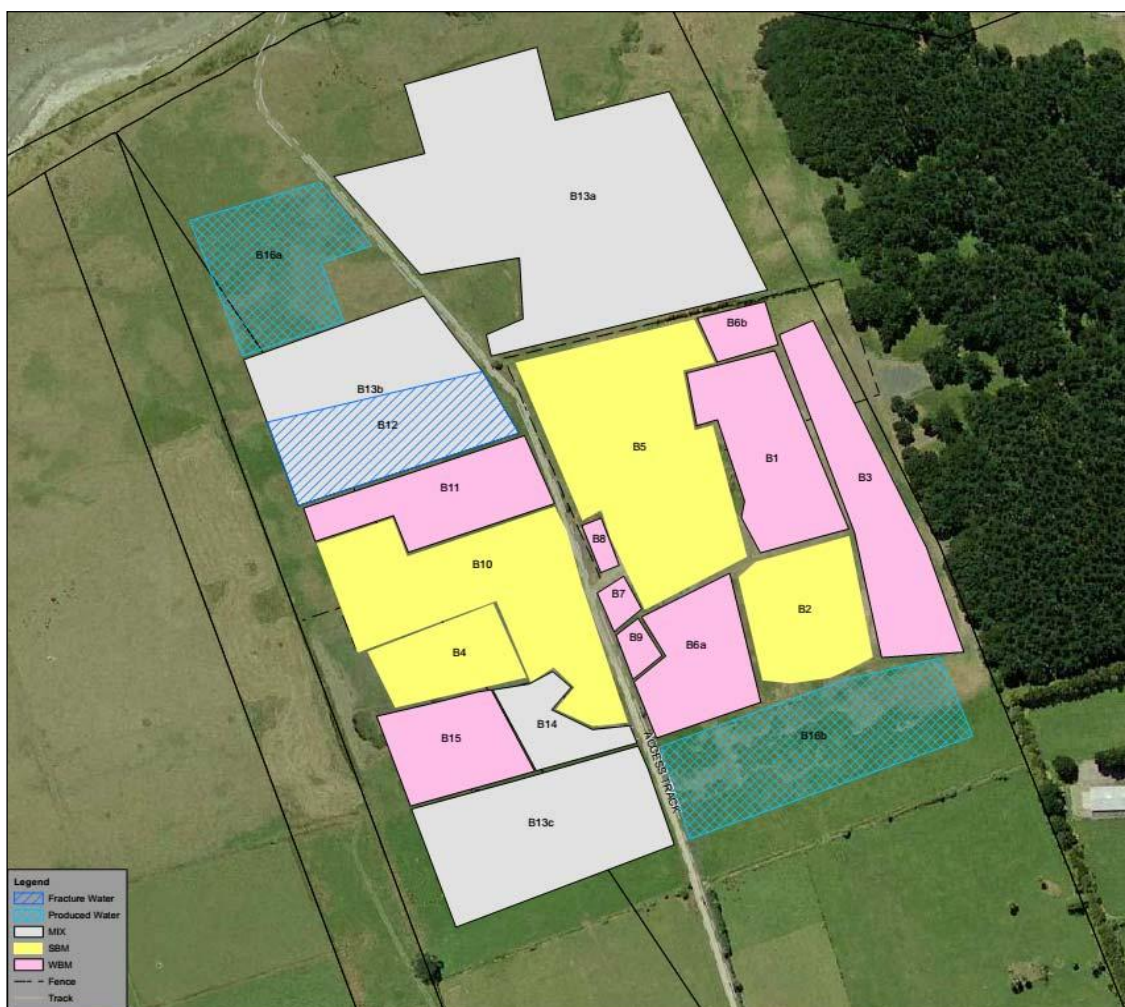 B13a
B16a
B6b
B13b
B12
B5
B1
B3
B11
B8
B10
B7
B2
B9
B6a
B4
B14
B15
B16b
ACCESS TRACK
B13c
Legend
Fracture Water
Produced Water
MIX
SBM
WBM
Fence
Track